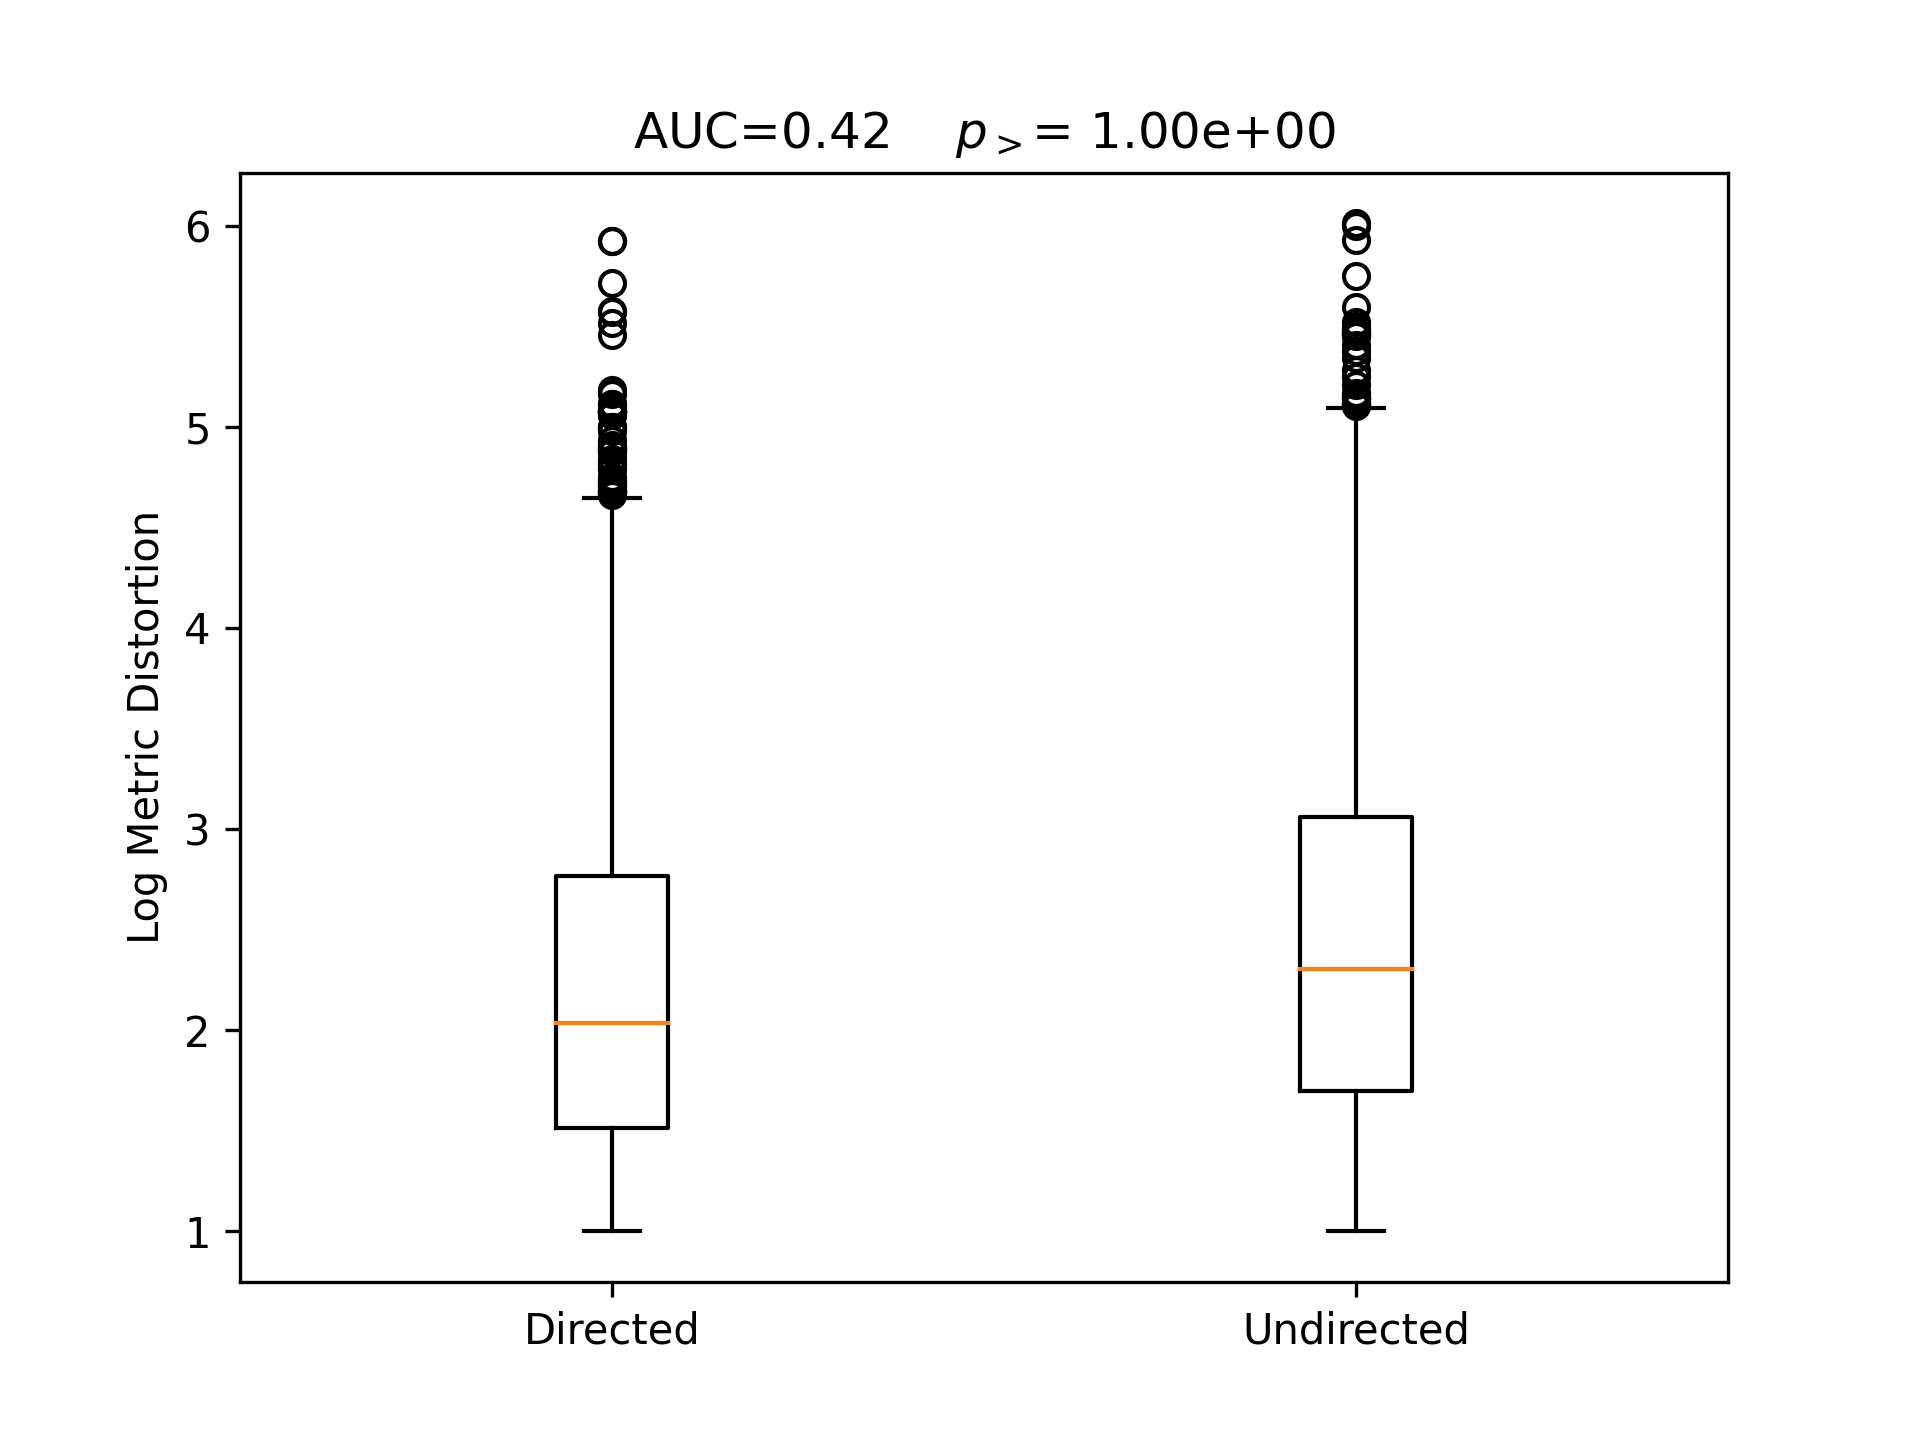 AUC=0.42 p> = 1.00e+00
6
5
4
3
2
1
Log Metric Distortion
Directed
Undirected